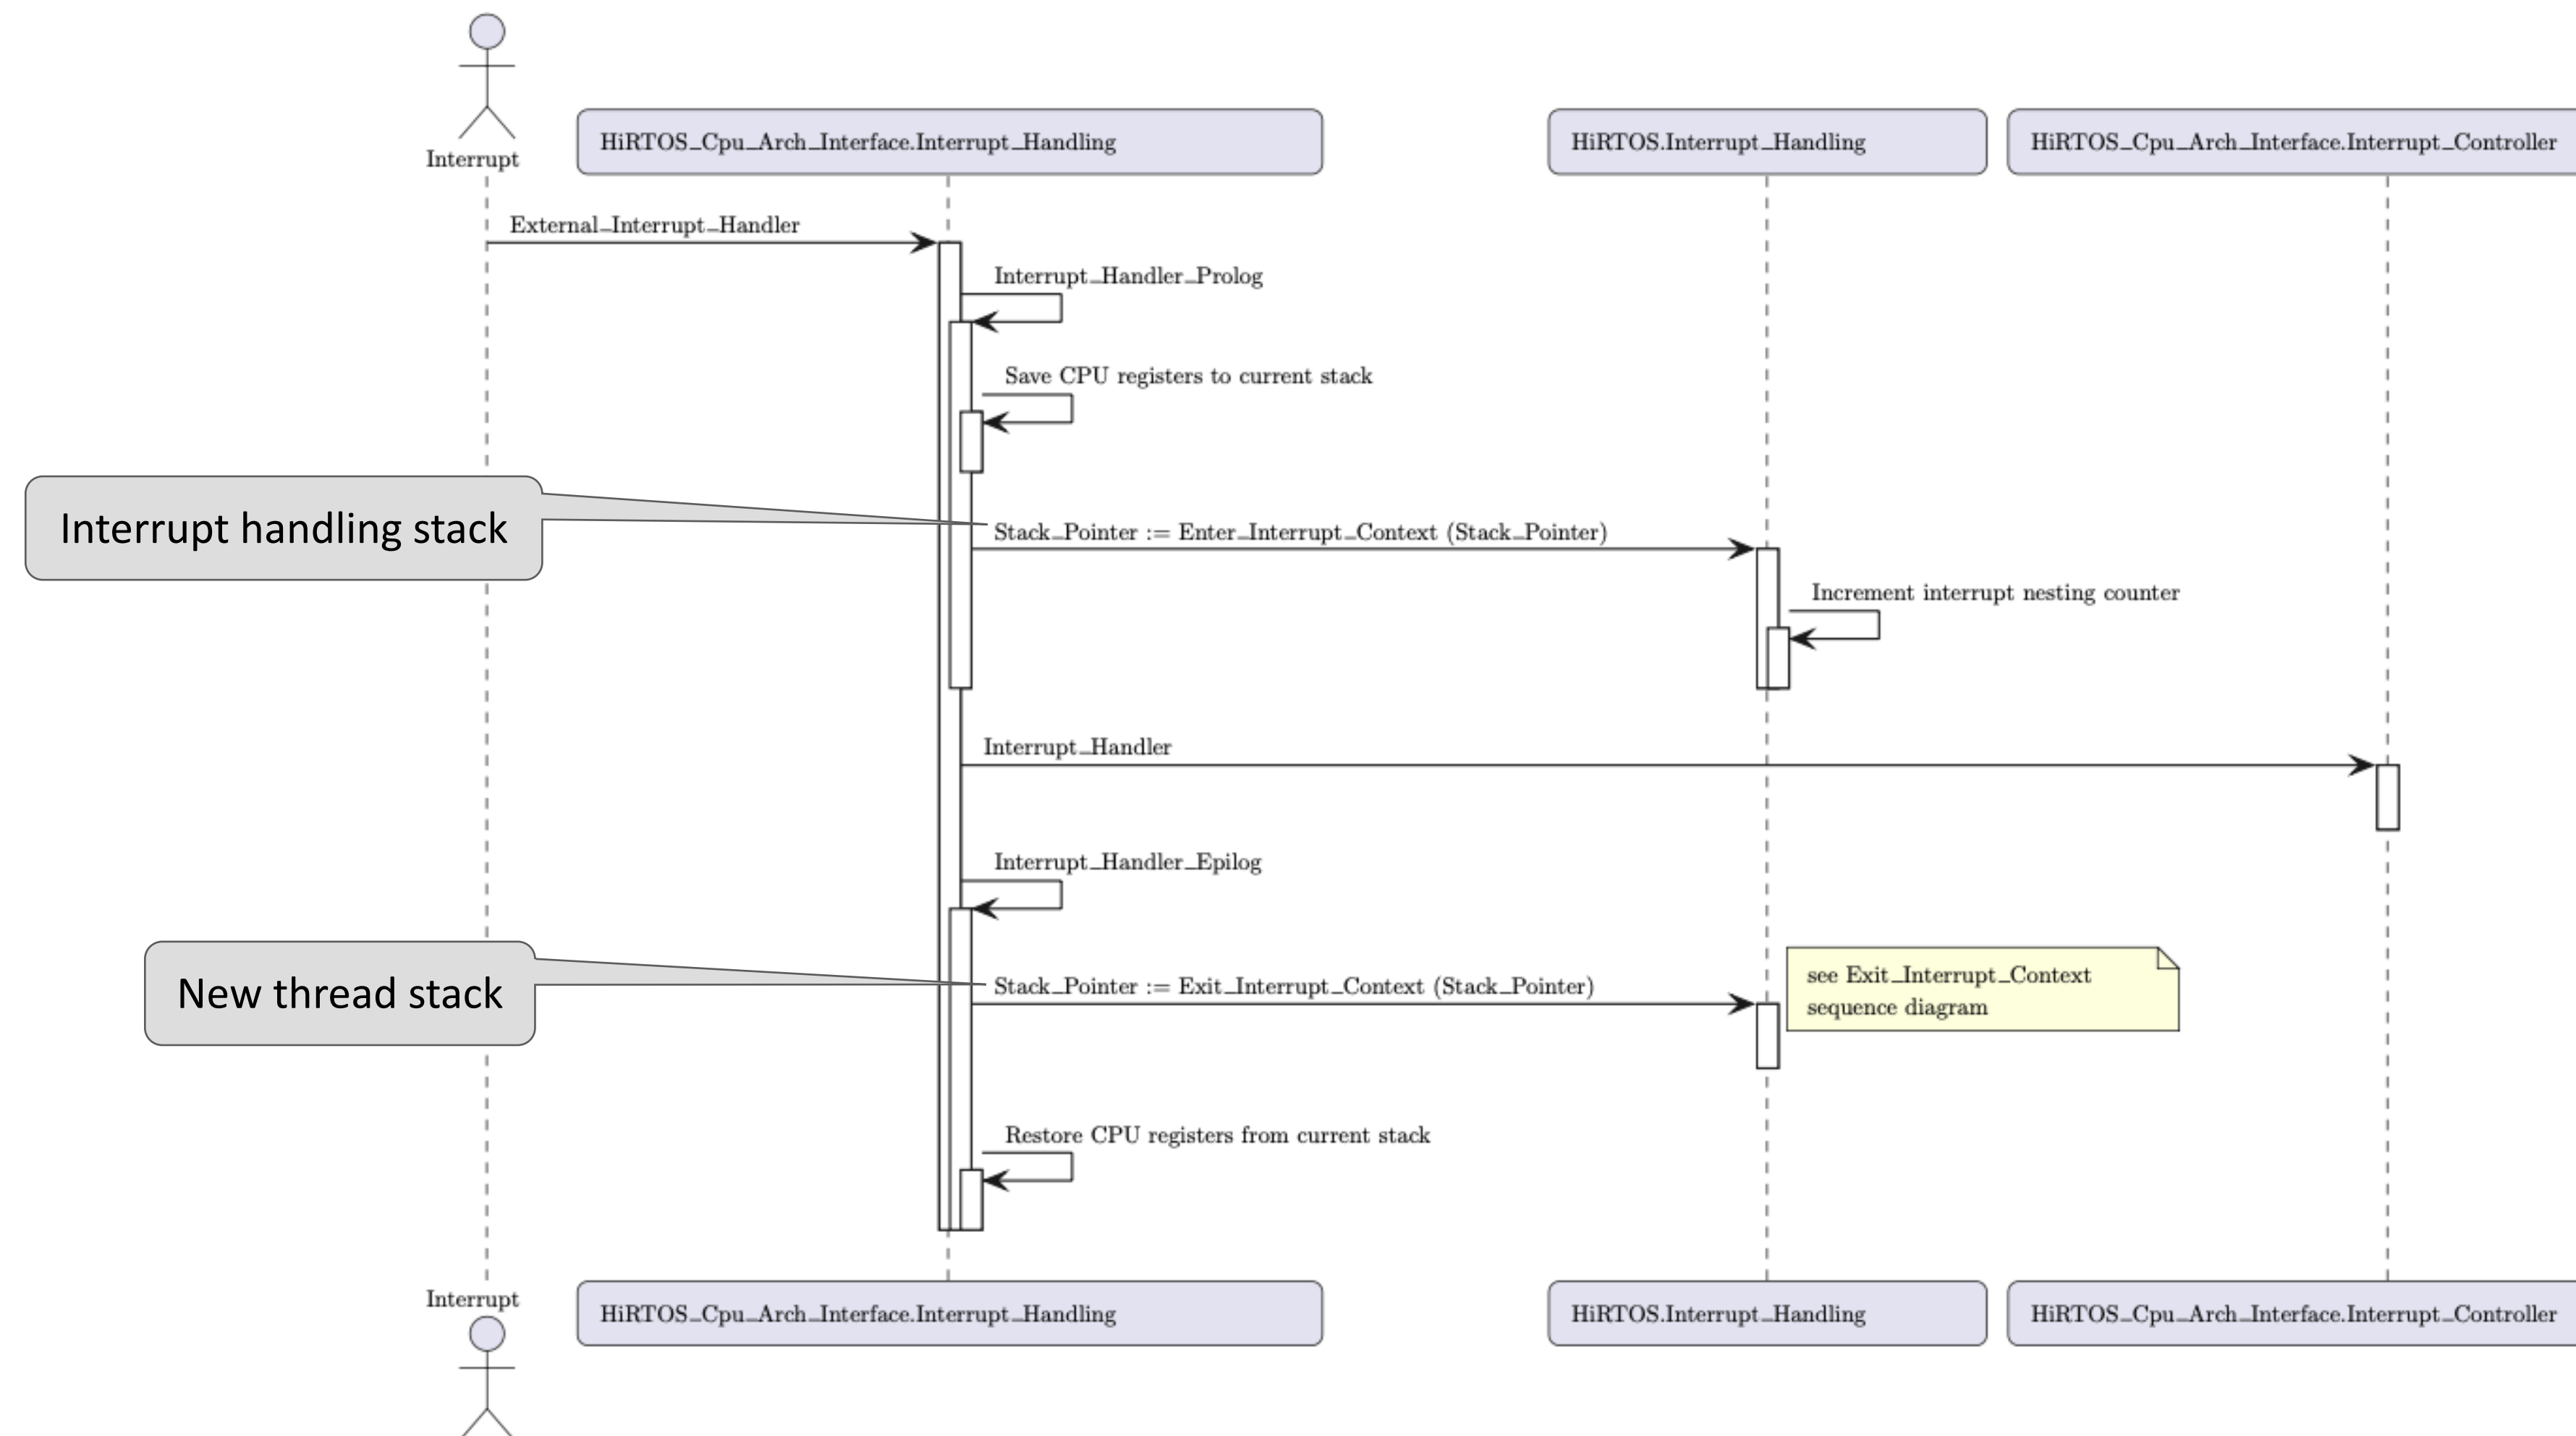 Interrupt
HiRTOS_Cpu_Arch_Interface.Interrupt_Handling
HiRTOS.Interrupt_Handling
HiRTOS_Cpu_Arch_Interface.Interrupt_Controller
External_Interrupt_Handler
Interrupt_Handler_Prolog
Save CPU registers to current stack
Interrupt handling stack
Stack_Pointer := Enter_Interrupt_Context (Stack_Pointer)
Increment interrupt nesting counter
Interrupt_Handler
Interrupt_Handler_Epilog
New thread stack
Stack_Pointer := Exit_Interrupt_Context (Stack_Pointer)
see Exit_Interrupt_Context
sequence diagram
Restore CPU registers from current stack
Interrupt
HiRTOS_Cpu_Arch_Interface.Interrupt_Handling
HiRTOS.Interrupt_Handling
HiRTOS_Cpu_Arch_Interface.Interrupt_Controller